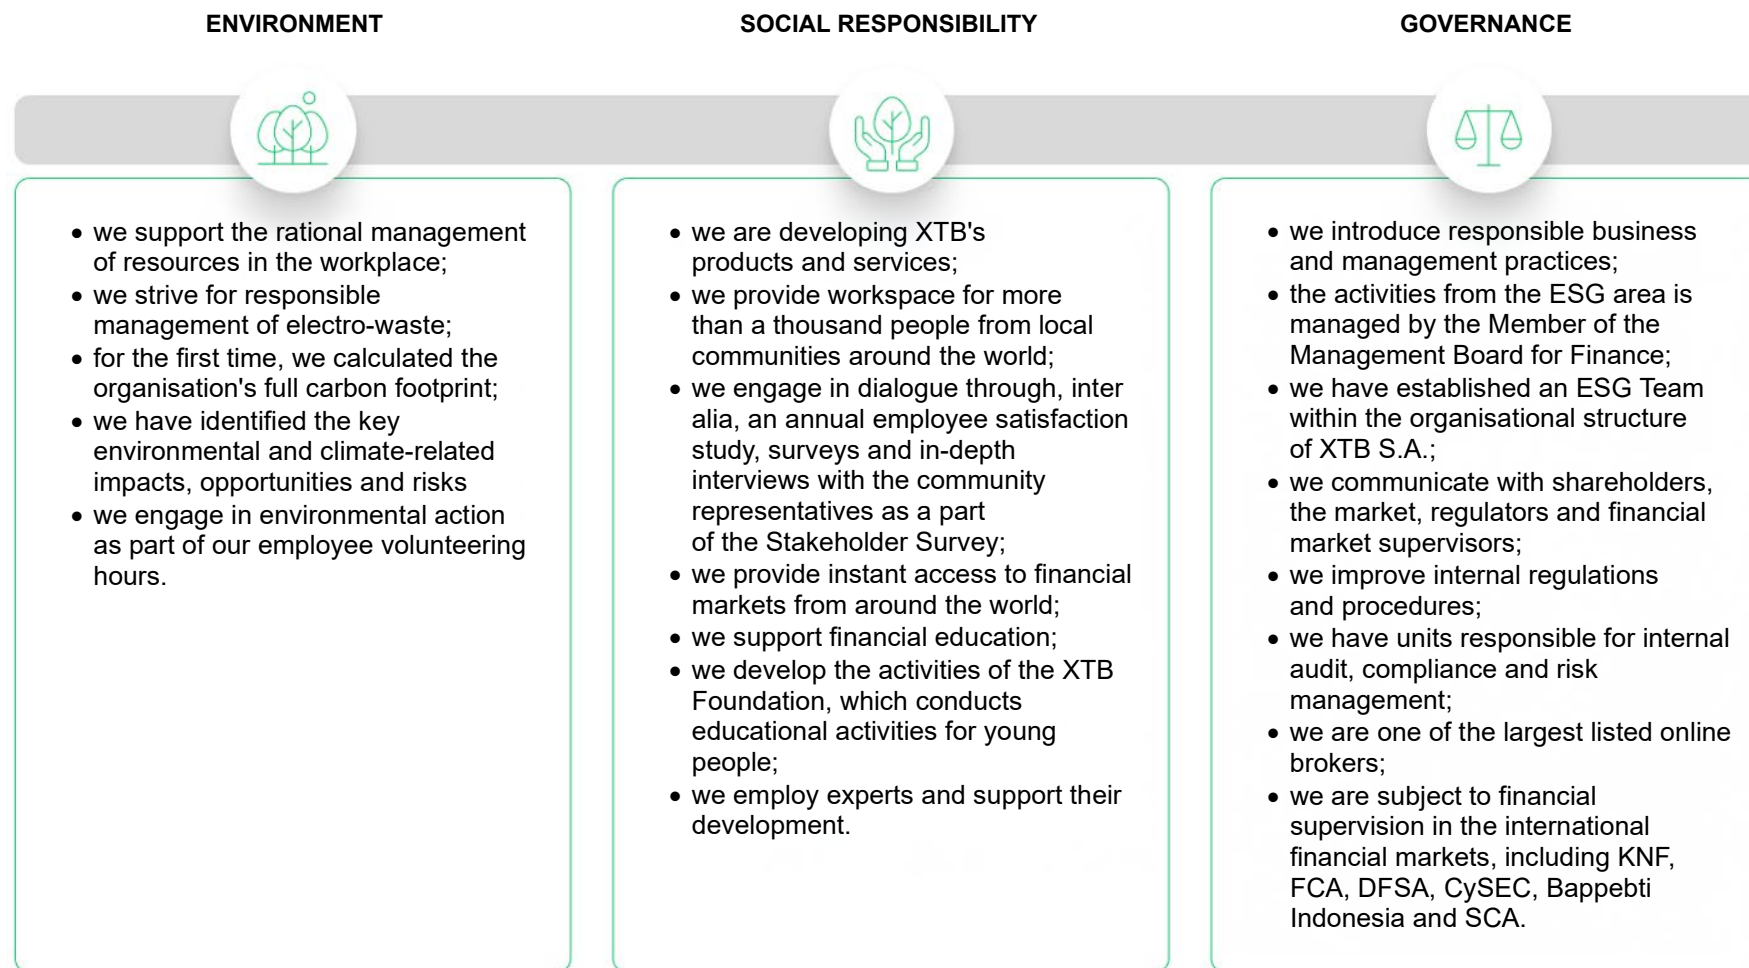 ENVIRONMENT
SOCIAL RESPONSIBILITY
GOVERNANCE
• we support the rational management
of resources in the workplace;
• we strive for responsible
management of electro-waste;
• for the first time, we calculated the
organisation's full carbon footprint;
• we have identified the key
environmental and climate-related
impacts, opportunities and risks
• we engage in environmental action
as part of our employee volunteering
hours.
• we are developing XTB's
products and services;
• we provide workspace for more
than a thousand people from local
communities around the world;
• we engage in dialogue through, inter
alia, an annual employee satisfaction
study, surveys and in-depth
interviews with the community
representatives as a part
of the Stakeholder Survey;
• we provide instant access to financial
markets from around the world;
• we support financial education;
• we develop the activities of the XTB
Foundation, which conducts
educational activities for young
people;
• we employ experts and support their
development.
• we introduce responsible business
and management practices;
• the activities from the ESG area is
managed by the Member of the
Management Board for Finance;
• we have established an ESG Team
within the organisational structure
of XTB S.A.;
• we communicate with shareholders,
the market, regulators and financial
market supervisors;
• we improve internal regulations
and procedures;
• we have units responsible for internal
audit, compliance and risk
management;
• we are one of the largest listed online
brokers;
• we are subject to financial
supervision in the international
financial markets, including KNF,
FCA, DFSA, CySEC, Bappebti
Indonesia and SCA.